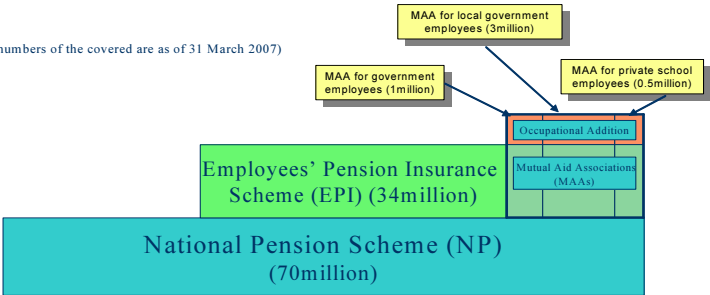 MAA for local government
employees (3million)
numbers of the covered are as of 31 March 2007)
MAA for government
employees (1million)
MAA for private school
employees (0.5million)
Occupational Addition
Employees' Pension Insurance
Scheme (EPI) (34million)
Mutual Aid Associations
(MAAs)
National Pension Scheme (NP)
(70million)